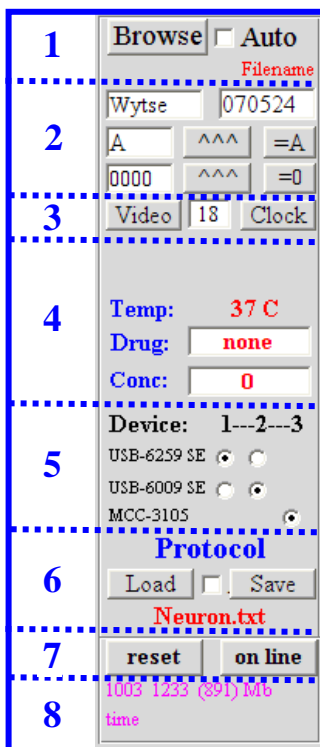 1 Browse Auto
Filename
2 Wytse 070524
A ^^^ =A
0000 ^^^ =0
3 Video 18 Clock
4 Temp: 37 C
Drug: none
Conc: 0
5 Device: 1---2---3
USB-6259 SE
USB-6009 SE
MCC-3105
6 Protocol
Load . Save
Neuron.txt
7 reset on line
8 1003 1233 (891) Mb
time